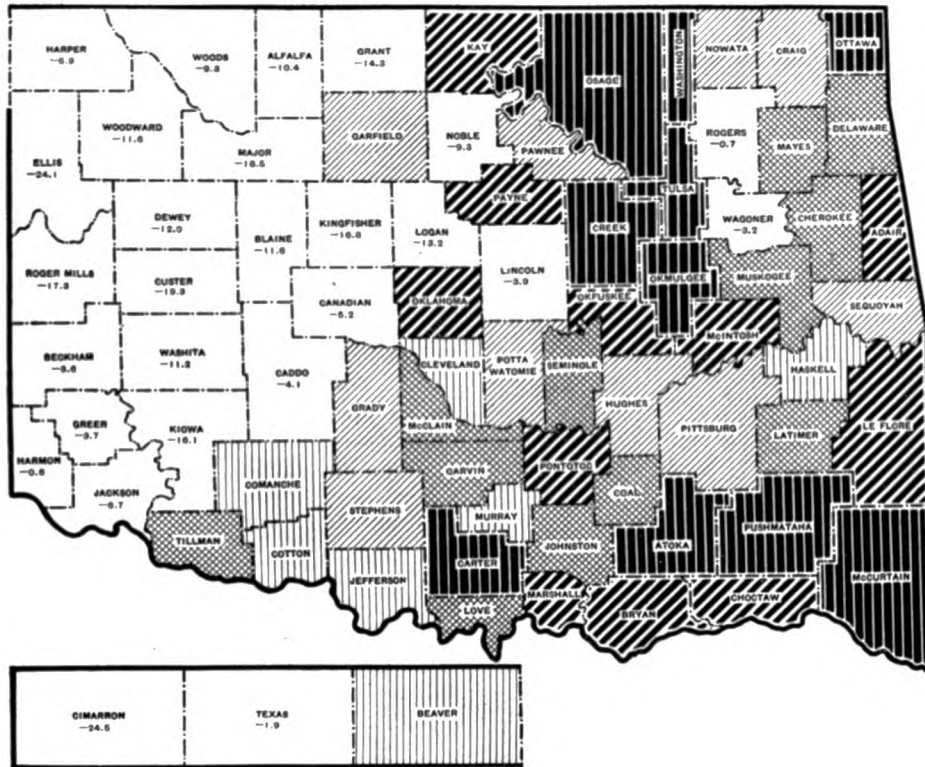 HARPER
-6.9
WOODS
-9.3
ALFALFA
-10.4
GRANT
-14.3
KAY
OSAGE
WASHINGTON
NOWATA
CRAIG
OTTAWA
WOODWARD
-11.6
MAJOR
-16.5
GARFIELD
NOBLE
-9.3
PAWNEE
ROGERS
-0.7
MAYES
DELAWARE
ELLIS
-24.1
DEWEY
-12.0
BLAINE
-11.6
KINGFISHER
-16.8
LOGAN
-13.2
PAYNE
CREEK
TULSA
WAGONER
-3.2
CHEROKEE
ADAIR
ROGER MILLS
-17.3
CUSTER
-19.3
CANADIAN
-5.2
OKLAHOMA
LINCOLN
-3.9
OKFUSKEE
OKMULGEE
MUSKOGEE
SEQUOYAH
McINTOSH
BECKHAM
-3.6
WASHITA
-11.2
CADDO
-4.1
GRADY
CLEVELAND
POTTA
WATOMIE
SEMINOLE
HUGHES
PITTSBURG
HASKELL
LATIMER
LE FLORE
GREER
-3.7
HARMON
-0.6
KIOWA
-16.1
JACKSON
-6.7
McCLAIN
GARVIN
PONTOTOC
COAL
COMANCHE
STEPHENS
MURRAY
JOHNSTON
ATOKA
PUSHMATAHA
McCURTAIN
TILLMAN
COTTON
JEFFERSON
CARTER
LOVE
MARSHALL
BRYAN
CHOCTAW
CIMARRON
-24.5
TEXAS
-1.9
BEAVER